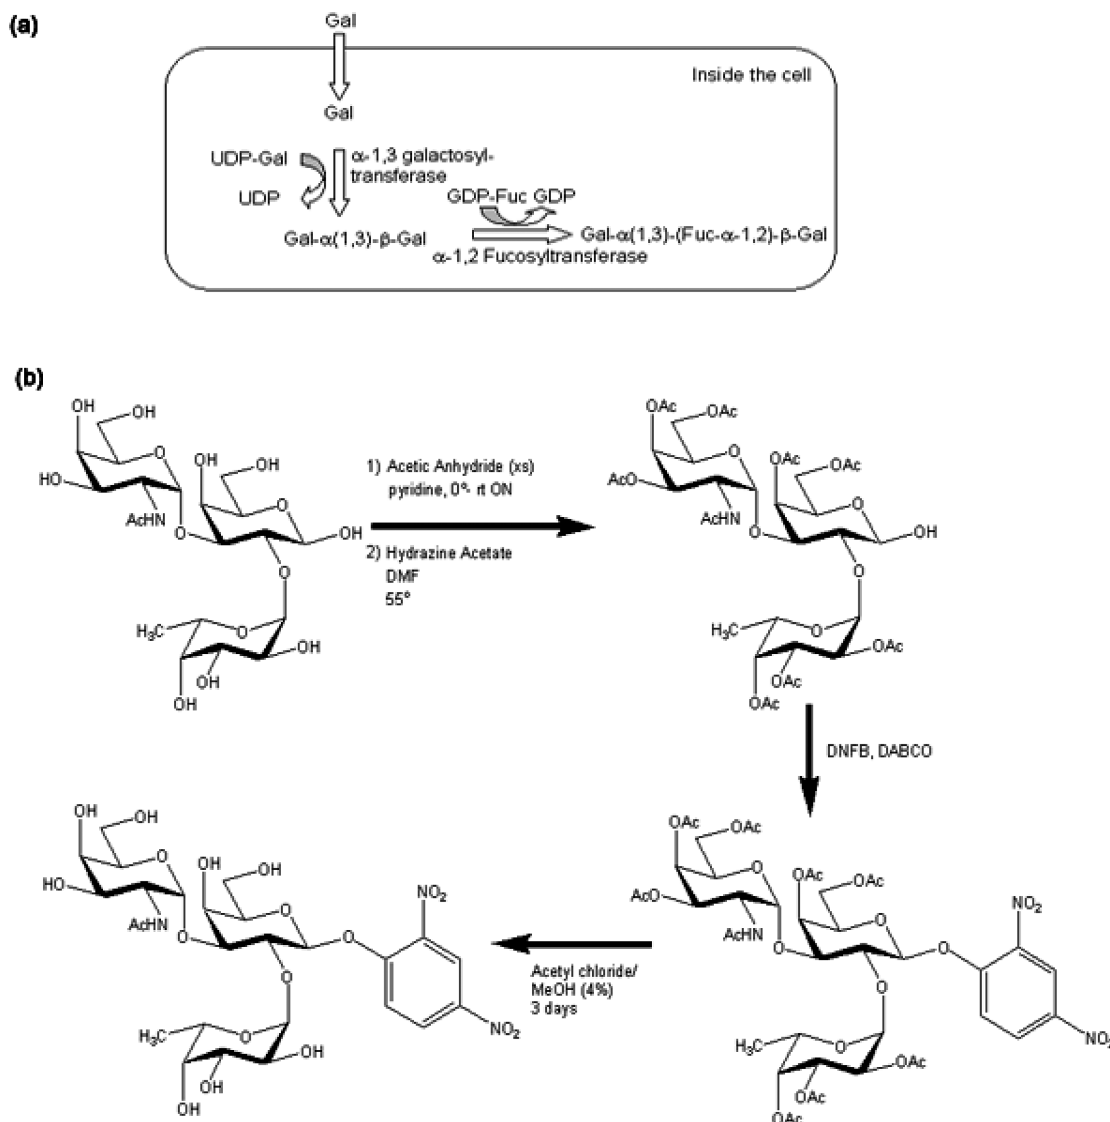 (a)
Gal
Inside the cell
Gal
UDP-Gal
α-1,3 galactosyl-
transferase
UDP
GDP-Fuc GDP
Gal-α(1,3)-β-Gal
Gal-α(1,3)-(Fuc-α-1,2)-β-Gal
α-1,2 Fucosyltransferase
(b)
OH
OH
O
HO
AcHN
OH
OH
O
O
OH
O
H₃C
O
OH
OH
OH
1) Acetic Anhydride (xs)
pyridine, 0°- rt ON
2) Hydrazine Acetate
DMF
55°
OAc
OAc
O
AcO
AcHN
OAc
OAc
O
O
OH
O
H₃C
O
OAc
OAc
OAc
DNFB, DABCO
OH
OH
O
HO
AcHN
OH
OH
O
O
O
NO₂
NO₂
O
H₃C
O
OH
OH
OH
Acetyl chloride/
MeOH (4%)
3 days
OAc
OAc
O
AcO
AcHN
OAc
OAc
O
O
O
NO₂
NO₂
O
H₃C
O
OAc
OAc
OAc